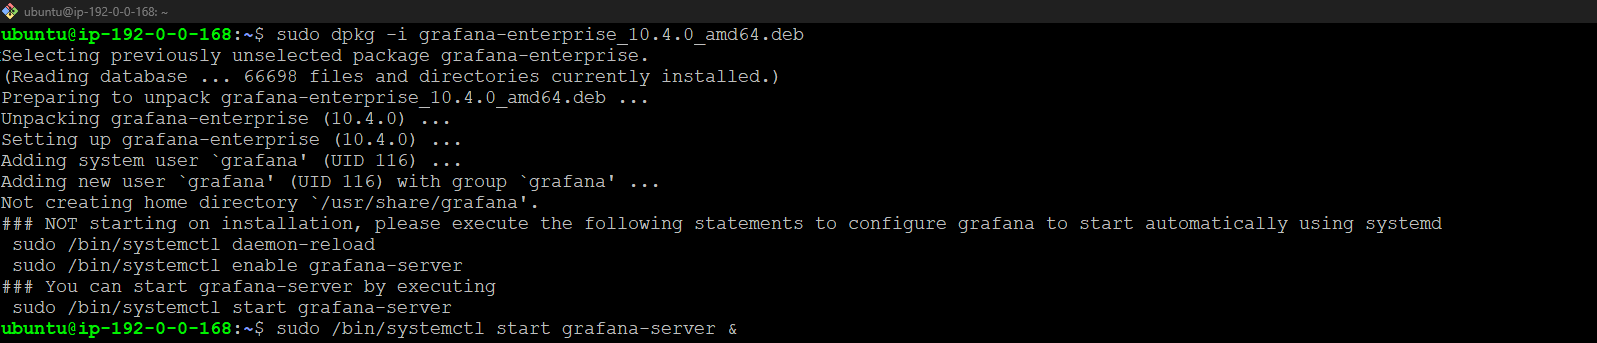 ubuntu@ip-192-0-0-168: ~
ubuntu@ip-192-0-0-168:~$ sudo dpkg -i grafana-enterprise_10.4.0_amd64.deb
Selecting previously unselected package grafana-enterprise.
(Reading database ... 66698 files and directories currently installed.)
Preparing to unpack grafana-enterprise_10.4.0_amd64.deb ...
Unpacking grafana-enterprise (10.4.0) ...
Setting up grafana-enterprise (10.4.0) ...
Adding system user `grafana' (UID 116) ...
Adding new user `grafana' (UID 116) with group `grafana' ...
Not creating home directory `/usr/share/grafana'.
### NOT starting on installation, please execute the following statements to configure grafana to start automatically using systemd
 sudo /bin/systemctl daemon-reload
 sudo /bin/systemctl enable grafana-server
### You can start grafana-server by executing
 sudo /bin/systemctl start grafana-server
ubuntu@ip-192-0-0-168:~$ sudo /bin/systemctl start grafana-server &